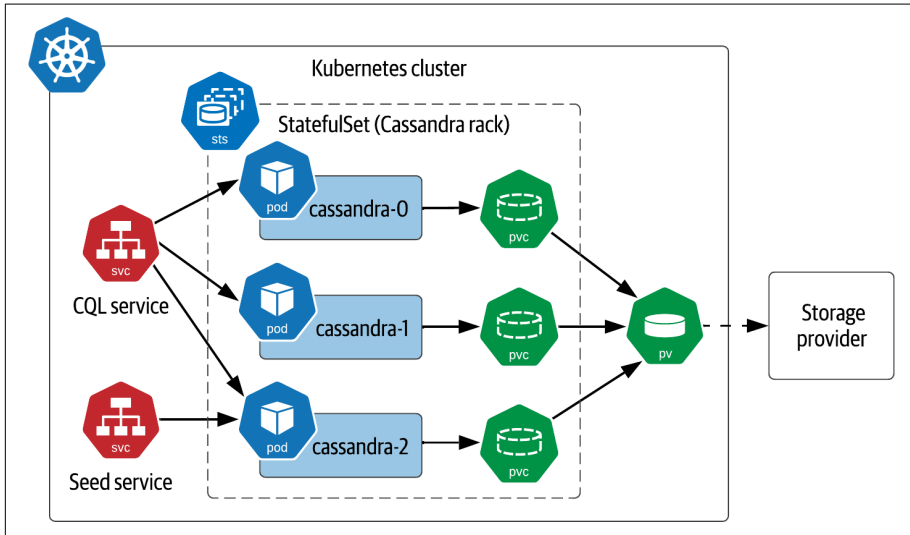 Kubernetes cluster
sts
StatefulSet (Cassandra rack)
pod
cassandra-0
pvc
svc
CQL service
pod
cassandra-1
pvc
pv
Storage
provider
svc
Seed service
pod
cassandra-2
pvc